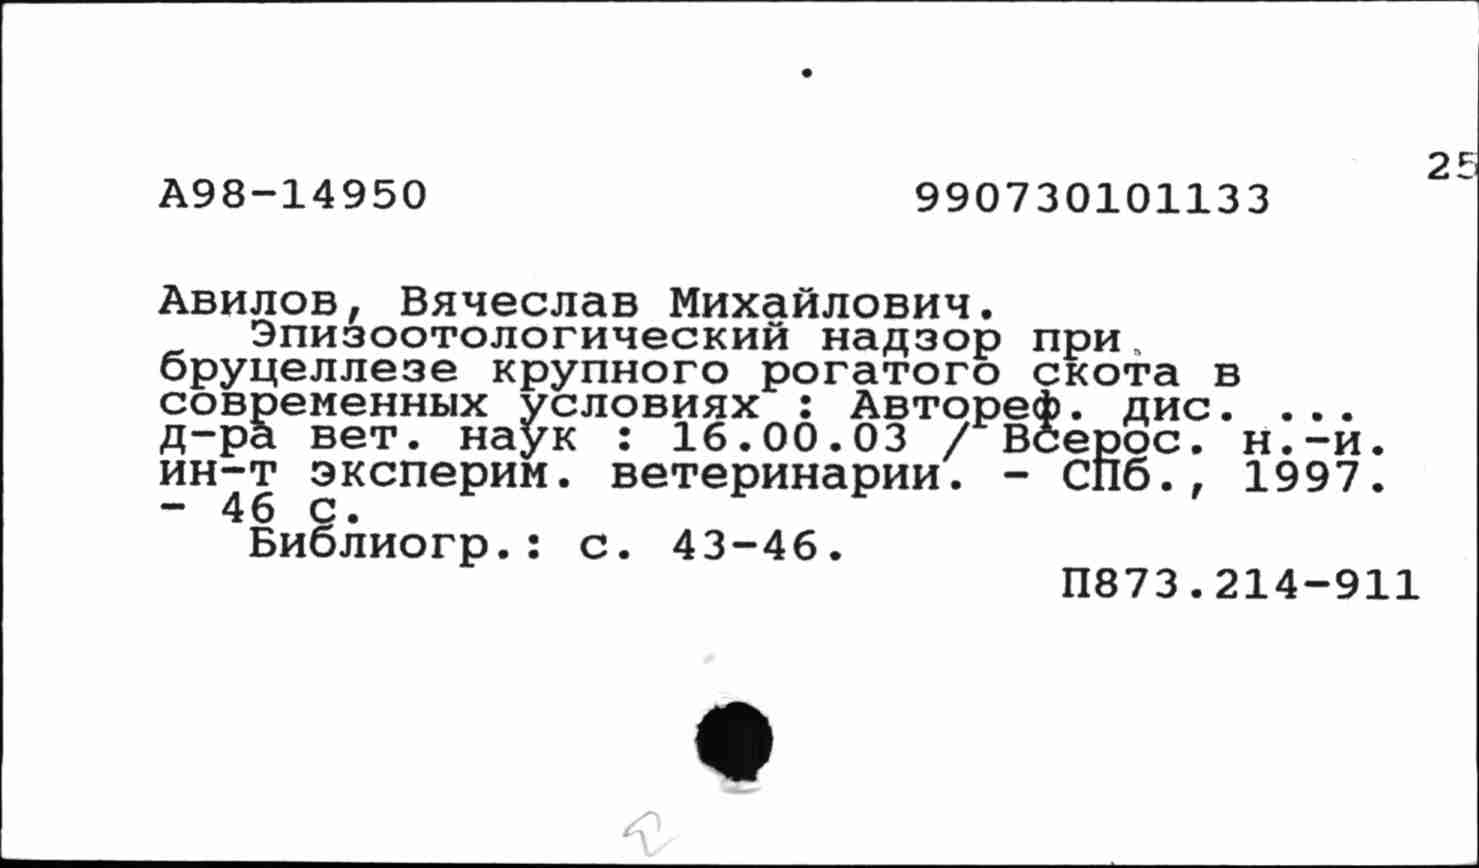 25
А98-14950 990730101133
Авилов, Вячеслав Михайлович.
Эпизоотологический надзор при
бруцеллезе крупного рогатого скота в
современных условиях : Автореф. дис. ...
д-ра вет. наук : 16.00.03 / Всерос. н.-и.
ин-т эксперим. ветеринарии. - СПб., 1997.
- 46 с.
Библиогр.: с. 43-46.
П873.214-911